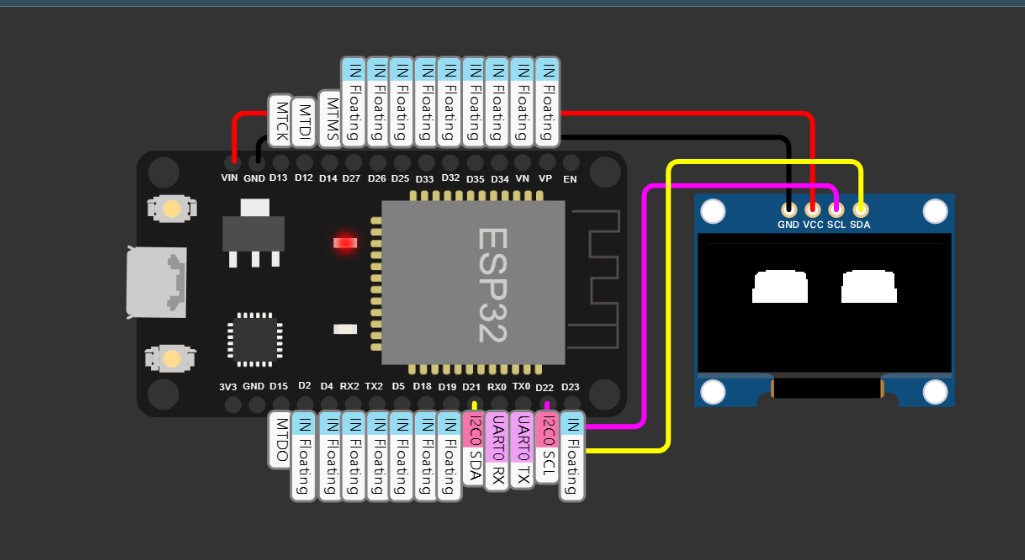 MTCK
MTDI
MTMS
IN Floating
IN Floating
IN Floating
IN Floating
IN Floating
IN Floating
IN Floating
IN Floating
IN Floating
VIN GND D13 D12 D14 D27 D26 D25 D33 D32 D35 D34 VN VP EN
GND VCC SCL SDA
ESP32
3V3 GND D15 D2 D4 RX2 TX2 D5 D18 D19 D21 RX0 TX0 D22 D23
MTDO
IN Floating
IN Floating
IN Floating
IN Floating
IN Floating
IN Floating
IN Floating
I2C0 SDA
UART0 RX
UART0 TX
I2C0 SCL
IN Floating